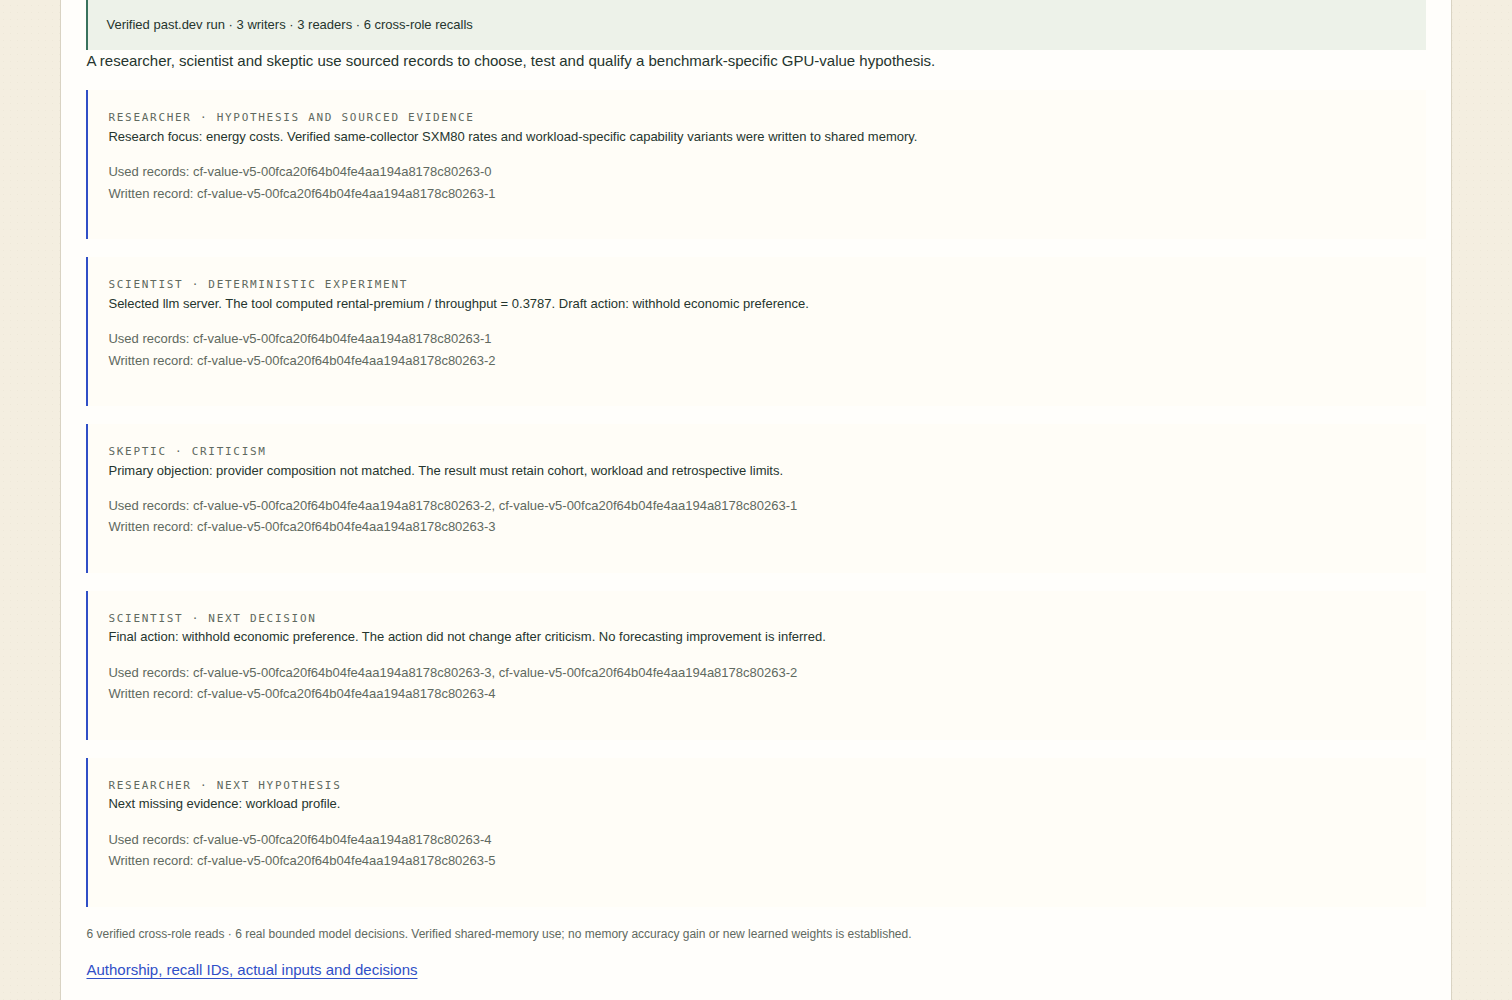 Verified past.dev run · 3 writers · 3 readers · 6 cross-role recalls
A researcher, scientist and skeptic use sourced records to choose, test and qualify a benchmark-specific GPU-value hypothesis.
RESEARCHER · HYPOTHESIS AND SOURCED EVIDENCE
Research focus: energy costs. Verified same-collector SXM80 rates and workload-specific capability variants were written to shared memory.
Used records: cf-value-v5-00fca20f64b04fe4aa194a8178c80263-0
Written record: cf-value-v5-00fca20f64b04fe4aa194a8178c80263-1
SCIENTIST · DETERMINISTIC EXPERIMENT
Selected llm server. The tool computed rental-premium / throughput = 0.3787. Draft action: withhold economic preference.
Used records: cf-value-v5-00fca20f64b04fe4aa194a8178c80263-1
Written record: cf-value-v5-00fca20f64b04fe4aa194a8178c80263-2
SKEPTIC · CRITICISM
Primary objection: provider composition not matched. The result must retain cohort, workload and retrospective limits.
Used records: cf-value-v5-00fca20f64b04fe4aa194a8178c80263-2, cf-value-v5-00fca20f64b04fe4aa194a8178c80263-1
Written record: cf-value-v5-00fca20f64b04fe4aa194a8178c80263-3
SCIENTIST · NEXT DECISION
Final action: withhold economic preference. The action did not change after criticism. No forecasting improvement is inferred.
Used records: cf-value-v5-00fca20f64b04fe4aa194a8178c80263-3, cf-value-v5-00fca20f64b04fe4aa194a8178c80263-2
Written record: cf-value-v5-00fca20f64b04fe4aa194a8178c80263-4
RESEARCHER · NEXT HYPOTHESIS
Next missing evidence: workload profile.
Used records: cf-value-v5-00fca20f64b04fe4aa194a8178c80263-4
Written record: cf-value-v5-00fca20f64b04fe4aa194a8178c80263-5
6 verified cross-role reads · 6 real bounded model decisions. Verified shared-memory use; no memory accuracy gain or new learned weights is established.
Authorship, recall IDs, actual inputs and decisions